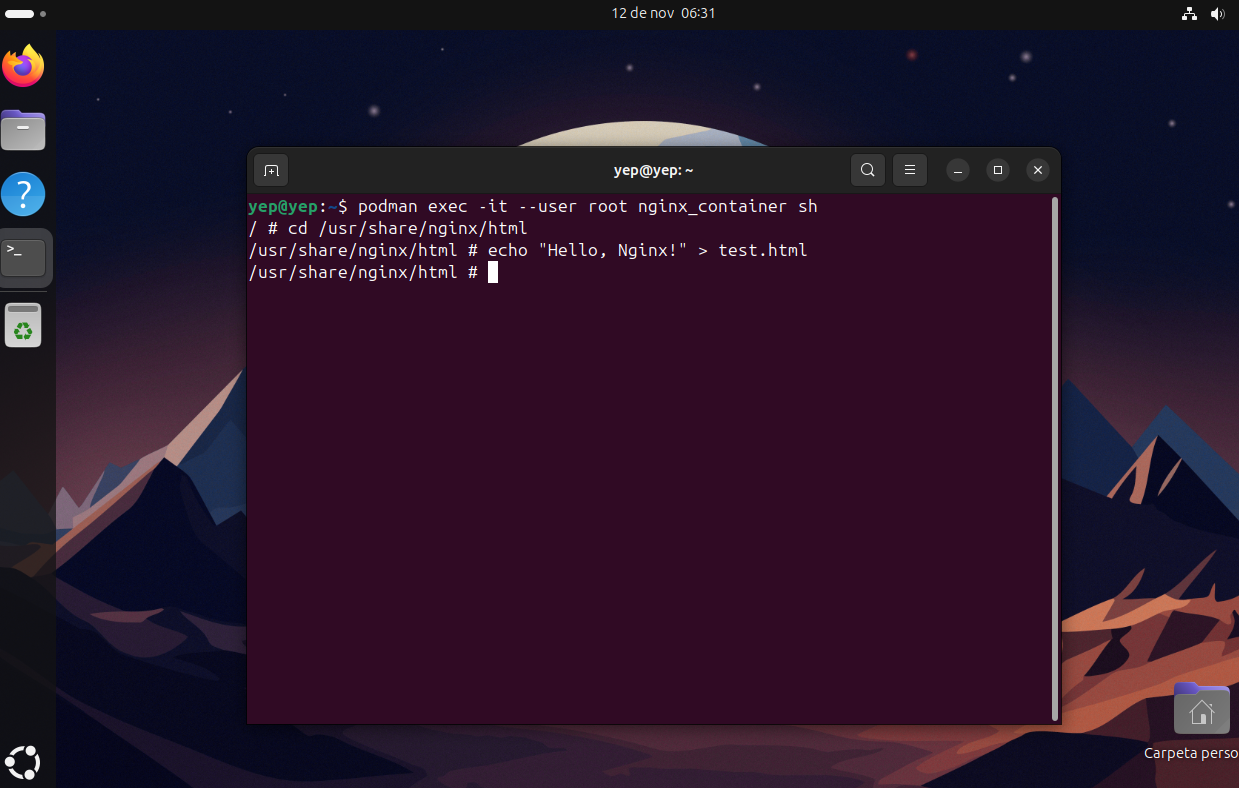 12 de nov 06:31
yep@yep: ~
yep@yep:~$ podman exec -it --user root nginx_container sh
/ # cd /usr/share/nginx/html
/usr/share/nginx/html # echo "Hello, Nginx!" > test.html
/usr/share/nginx/html #
Carpeta perso